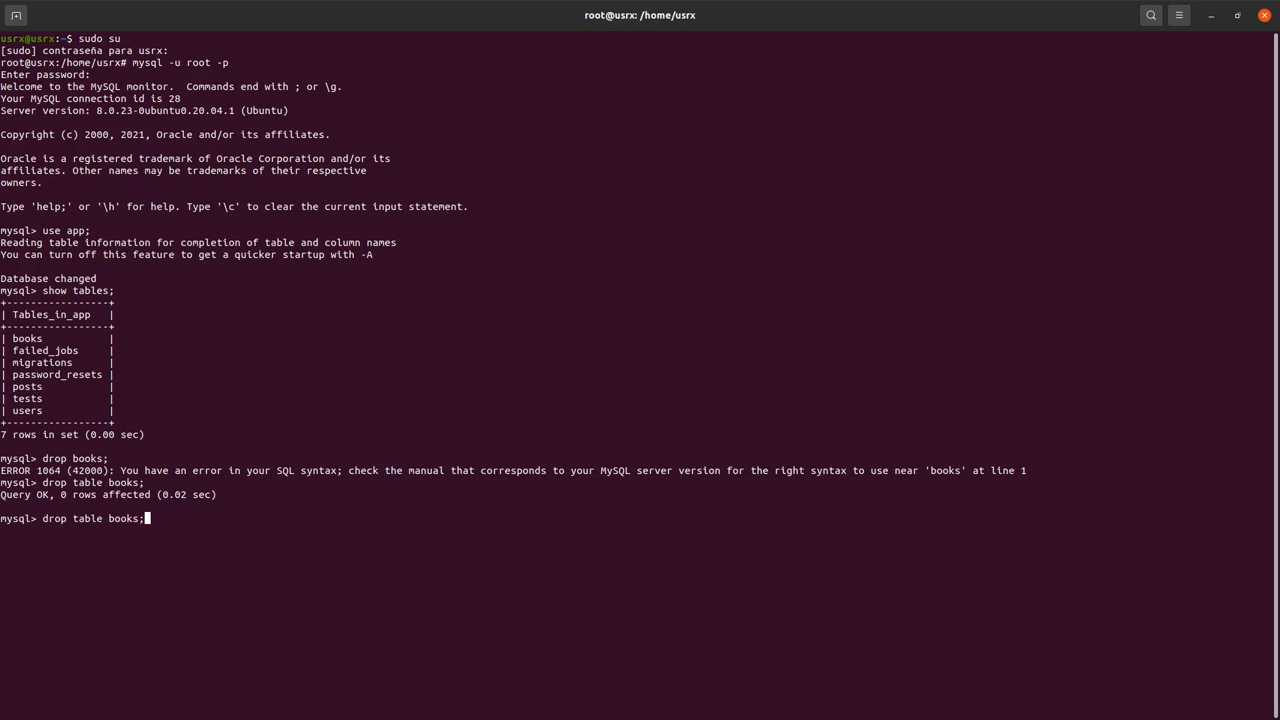 root@usrx: /home/usrx
usrx@usrx:~$ sudo su
[sudo] contraseña para usrx:
root@usrx:/home/usrx# mysql -u root -p
Enter password:
Welcome to the MySQL monitor.  Commands end with ; or \g.
Your MySQL connection id is 28
Server version: 8.0.23-0ubuntu0.20.04.1 (Ubuntu)
Copyright (c) 2000, 2021, Oracle and/or its affiliates.
Oracle is a registered trademark of Oracle Corporation and/or its
affiliates. Other names may be trademarks of their respective
owners.
Type 'help;' or '\h' for help. Type '\c' to clear the current input statement.
mysql> use app;
Reading table information for completion of table and column names
You can turn off this feature to get a quicker startup with -A
Database changed
mysql> show tables;
+-----------------+
| Tables_in_app   |
+-----------------+
| books           |
| failed_jobs     |
| migrations      |
| password_resets |
| posts           |
| tests           |
| users           |
+-----------------+
7 rows in set (0.00 sec)
mysql> drop books;
ERROR 1064 (42000): You have an error in your SQL syntax; check the manual that corresponds to your MySQL server version for the right syntax to use near 'books' at line 1
mysql> drop table books;
Query OK, 0 rows affected (0.02 sec)
mysql> drop table books;